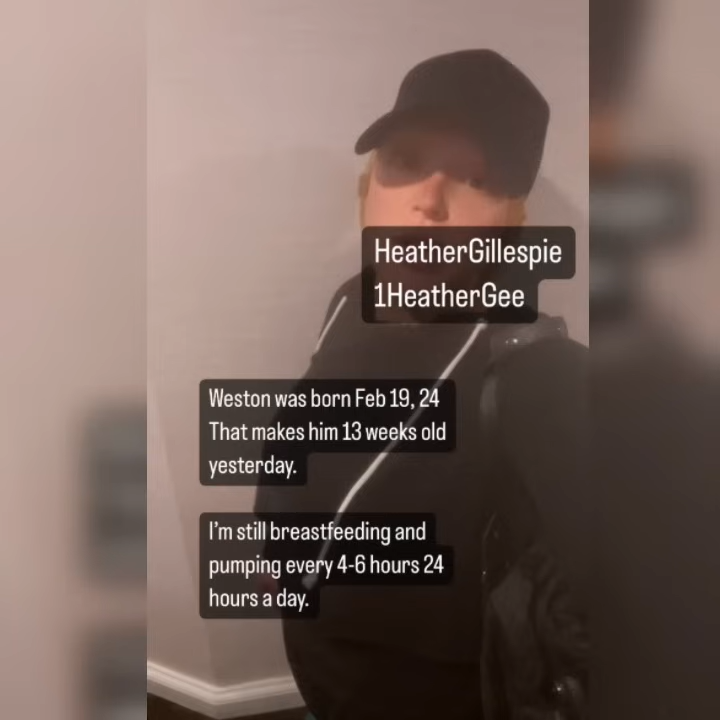 HeatherGillespie
1HeatherGee
Weston was born Feb 19, 24
That makes him 13 weeks old
yesterday.
I'm still breastfeeding and
pumping every 4-6 hours 24
hours a day.